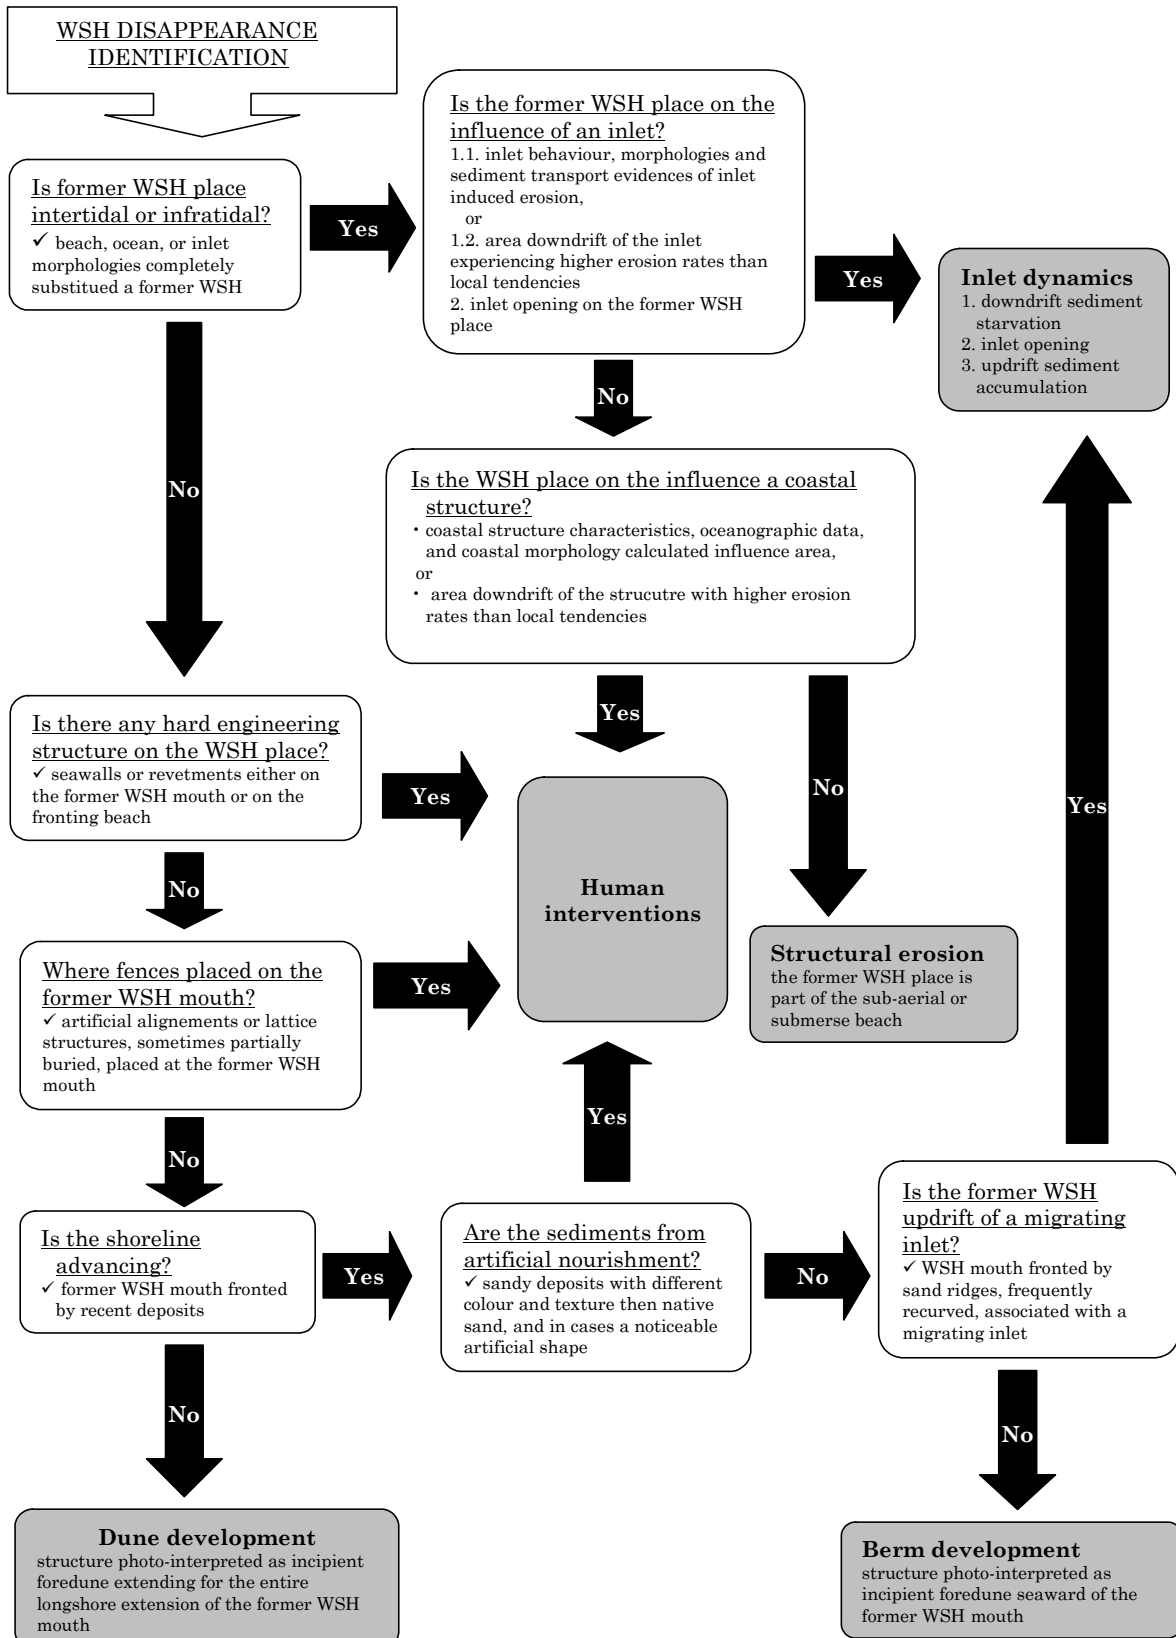 WSH DISAPPEARANCE
IDENTIFICATION
Is former WSH place
intertidal or infratidal?
✓ beach, ocean, or inlet
morphologies completely
substitued a former WSH
Yes
Is the former WSH place on the
influence of an inlet?
1.1. inlet behaviour, morphologies and
sediment transport evidences of inlet
induced erosion,
or
1.2. area downdrift of the inlet
experiencing higher erosion rates than
local tendencies
2. inlet opening on the former WSH
place
Yes
Inlet dynamics
1. downdrift sediment
starvation
2. inlet opening
3. updrift sediment
accumulation
No
No
Is the WSH place on the influence a coastal
structure?
· coastal structure characteristics, oceanographic data,
and coastal morphology calculated influence area,
or
· area downdrift of the strucutre with higher erosion
rates than local tendencies
Yes
No
Yes
Is there any hard engineering
structure on the WSH place?
✓ seawalls or revetments either on
the former WSH mouth or on the
fronting beach
Yes
Human
interventions
No
Structural erosion
the former WSH place is
part of the sub-aerial or
submerse beach
Where fences placed on the
former WSH mouth?
✓ artificial alignements or lattice
structures, sometimes partially
buried, placed at the former WSH
mouth
Yes
Yes
No
Is the shoreline
advancing?
✓ former WSH mouth fronted
by recent deposits
Yes
Are the sediments from
artificial nourishment?
✓ sandy deposits with different
colour and texture then native
sand, and in cases a noticeable
artificial shape
No
Is the former WSH
updrift of a migrating
inlet?
✓ WSH mouth fronted by
sand ridges, frequently
recurved, associated with a
migrating inlet
No
No
Dune development
structure photo-interpreted as incipient
foredune extending for the entire
longshore extension of the former WSH
mouth
Berm development
structure photo-interpreted as
incipient foredune seaward of the
former WSH mouth